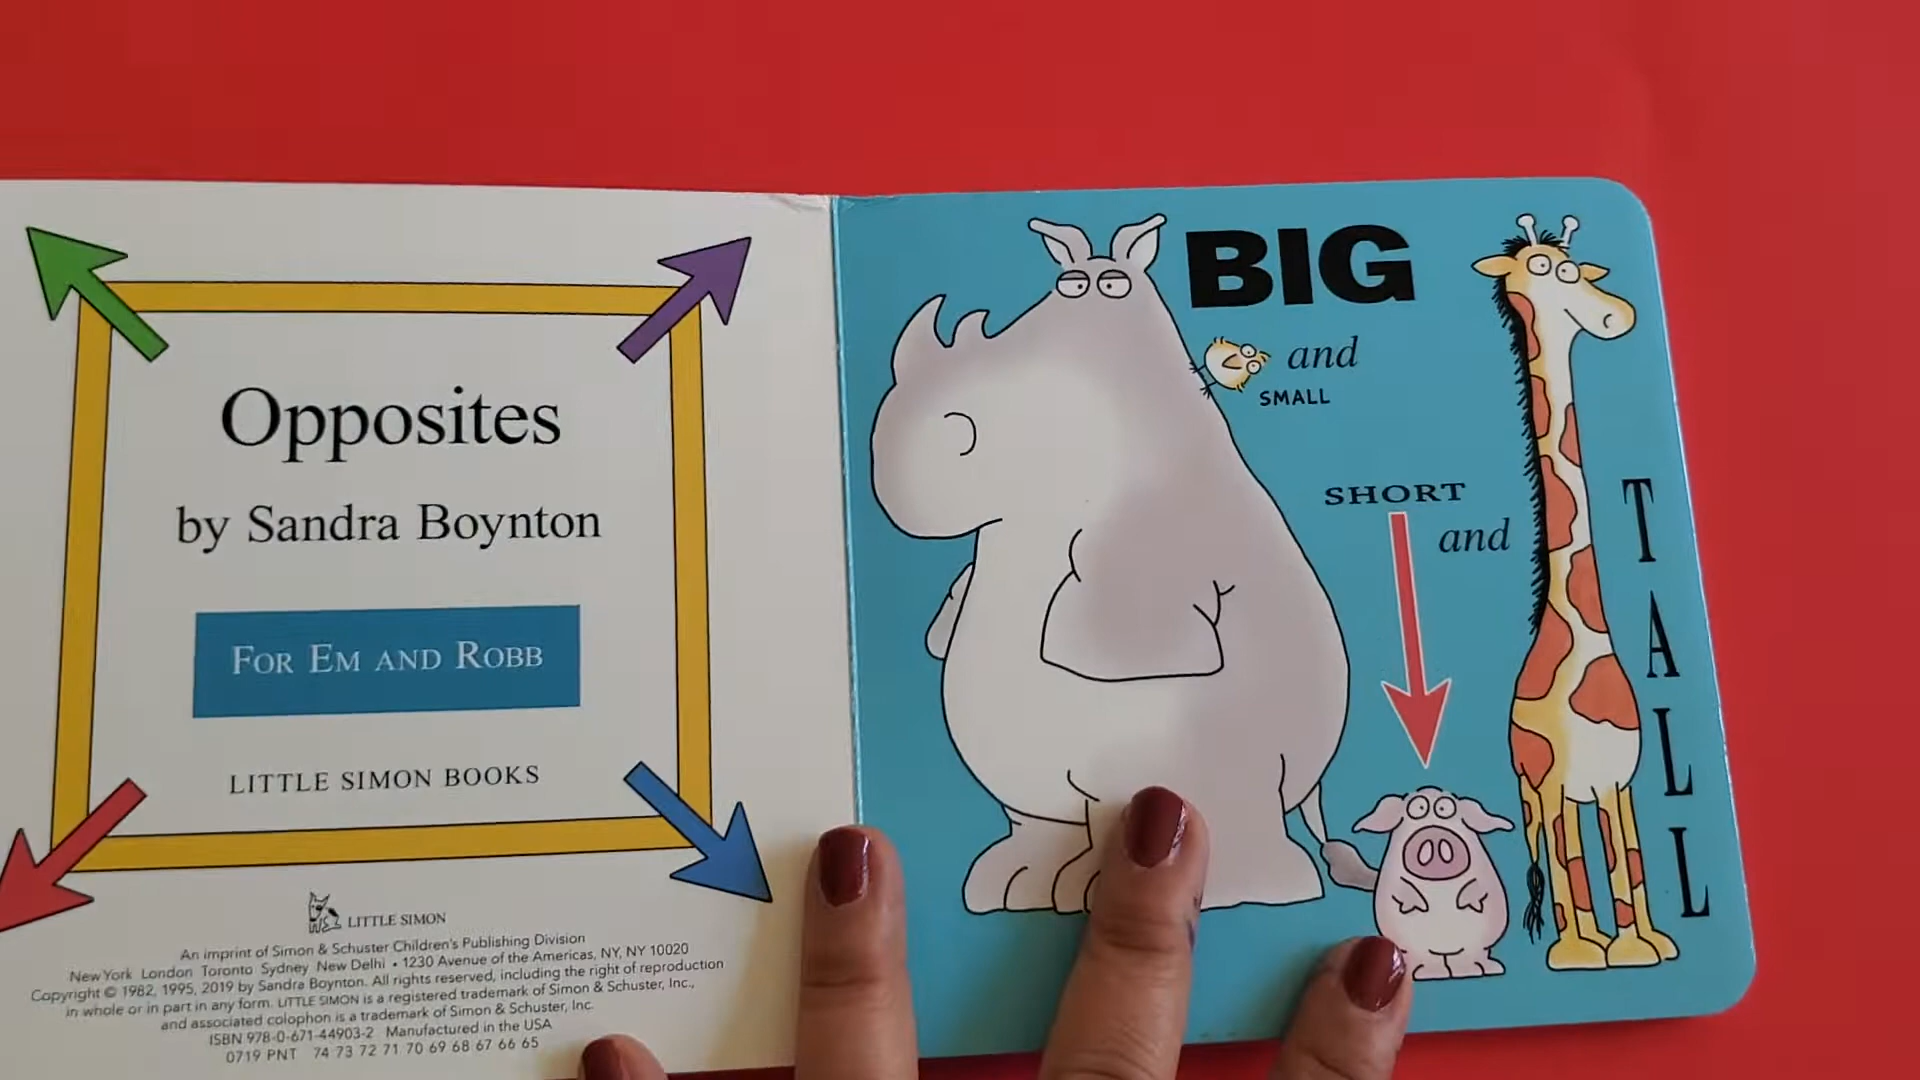 Opposites
by Sandra Boynton
FOR EM AND ROBB
LITTLE SIMON BOOKS
LITTLE SIMON
An imprint of Simon & Schuster Children's Publishing Division
New York London Toronto Sydney New Delhi • 1230 Avenue of the Americas, NY, NY 10020
Copyright © 1982, 1995, 2019 by Sandra Boynton. All rights reserved, including the right of reproduction
in whole or in part in any form. LITTLE SIMON is a registered trademark of Simon & Schuster, Inc.,
and associated colophon is a trademark of Simon & Schuster, Inc.
ISBN 978-0-671-44903-2 Manufactured in the USA
0719 PNT 74 73 72 71 70 69 68 67 66 65
BIG
and
SMALL
SHORT
and
TALL